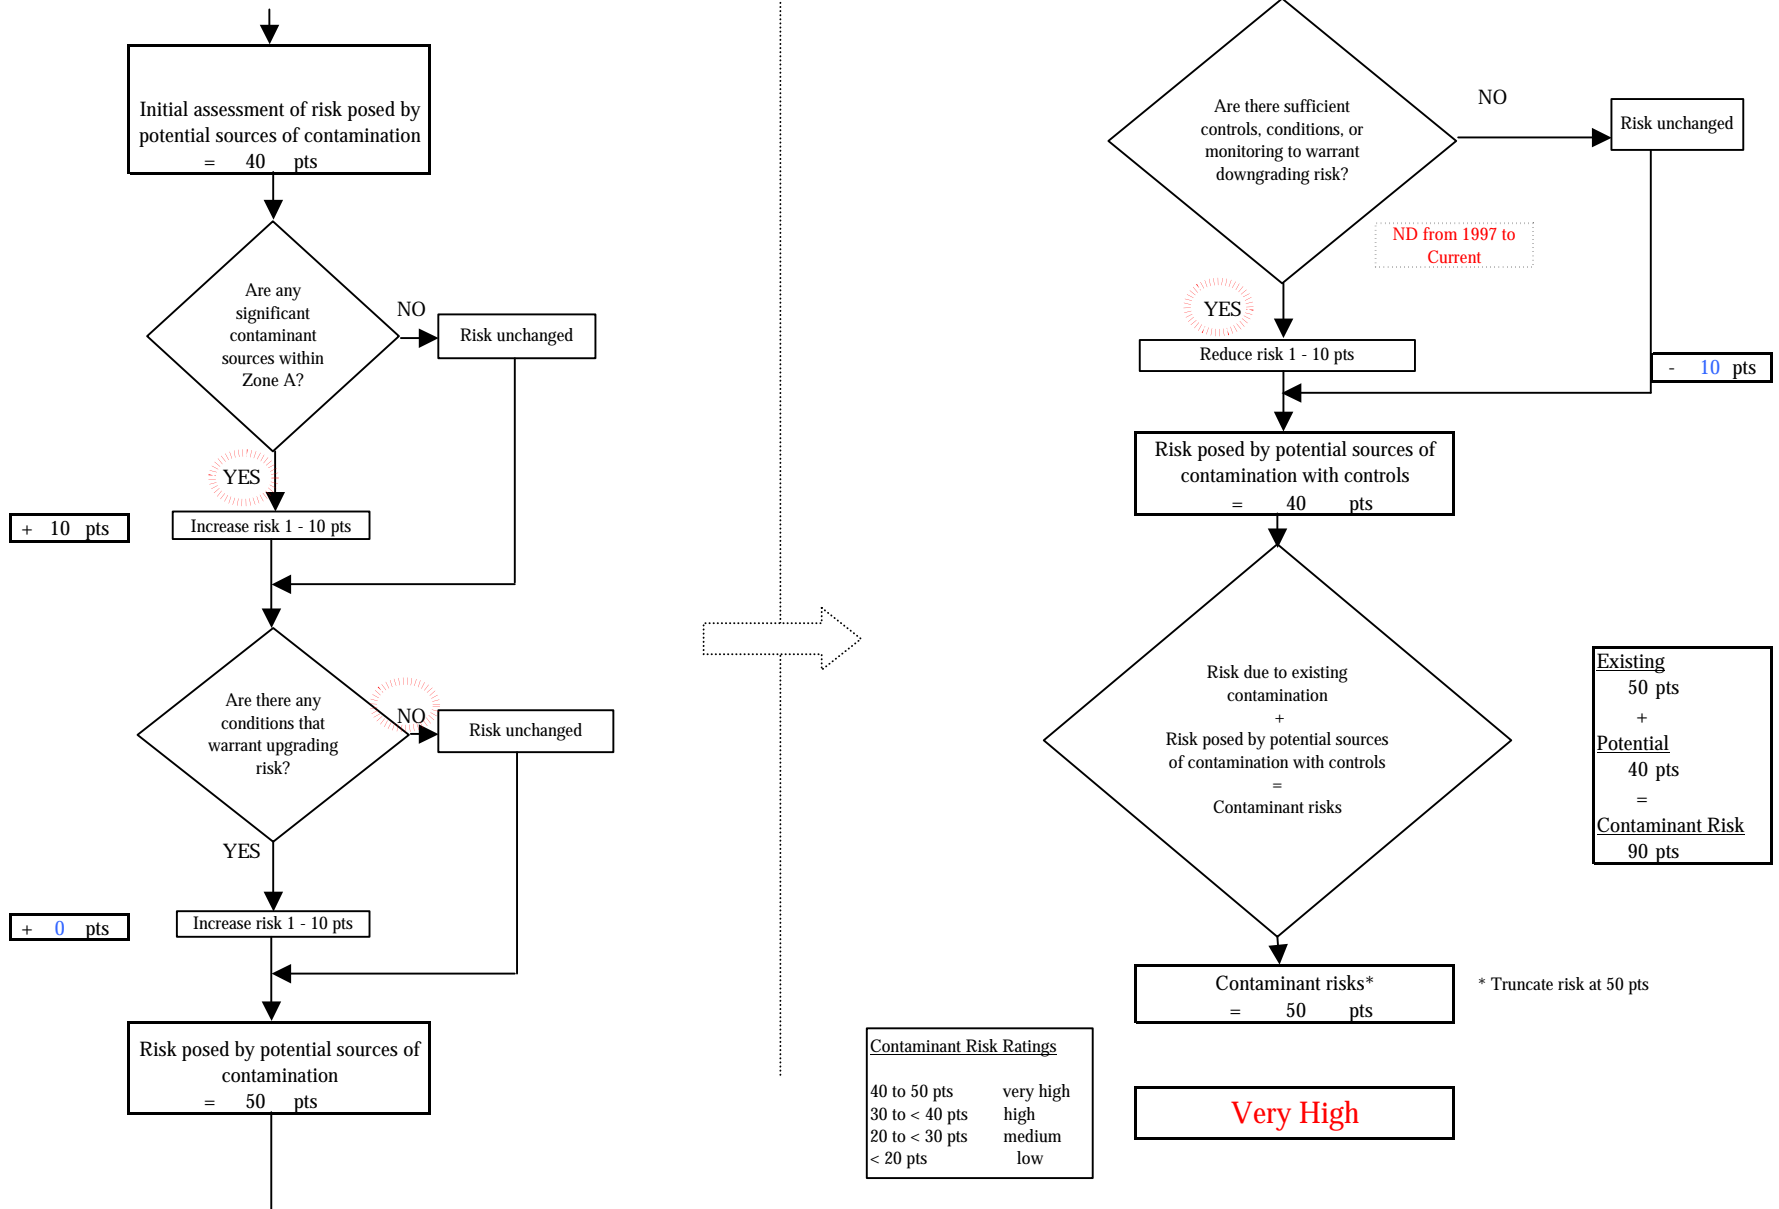 Initial assessment of risk posed by
potential sources of contamination
= 40 pts
Are any
significant
contaminant
sources within
Zone A?
NO
Risk unchanged
YES
+ 10 pts
Increase risk 1 - 10 pts
Are there any
conditions that
warrant upgrading
risk?
NO
Risk unchanged
YES
+ 0 pts
Increase risk 1 - 10 pts
Risk posed by potential sources of
contamination
= 50 pts
Are there sufficient
controls, conditions, or
monitoring to warrant
downgrading risk?
NO
Risk unchanged
ND from 1997 to
Current
YES
Reduce risk 1 - 10 pts
- 10 pts
Risk posed by potential sources of
contamination with controls
= 40 pts
Risk due to existing
contamination
+
Risk posed by potential sources
of contamination with controls
=
Contaminant risks
Existing
50 pts
+
Potential
40 pts
=
Contaminant Risk
90 pts
Contaminant risks*
= 50 pts
* Truncate risk at 50 pts
Contaminant Risk Ratings
40 to 50 pts very high
30 to < 40 pts high
20 to < 30 pts medium
< 20 pts low
Very High